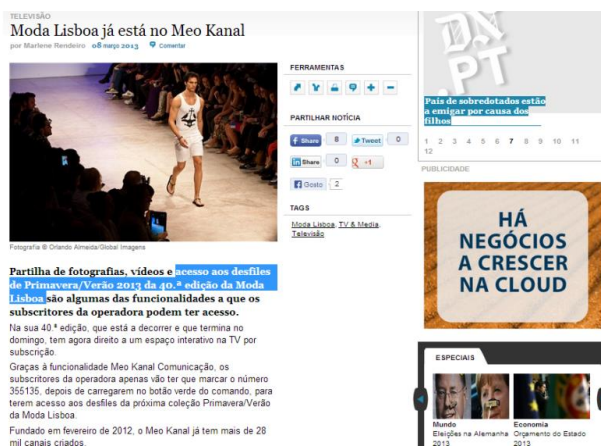 TELEVISÃO
Moda Lisboa já está no Meo Kanal
por Marlene Rendeiro 08 março 2013 Comentar
Fotografia © Orlando Almeida/Global Imagens
Partilha de fotografias, vídeos e acesso aos desfiles
de Primavera/Verão 2013 da 40.ª edição da Moda
Lisboa são algumas das funcionalidades a que os
subscritores da operadora podem ter acesso.
Na sua 40.ª edição, que está a decorrer e que termina no
domingo, tem agora direito a um espaço interativo na TV por
subscrição.
Graças à funcionalidade Meo Kanal Comunicação, os
subscritores da operadora apenas vão ter que marcar o número
355135, depois de carregarem no botão verde do comando, para
terem acesso aos desfiles da próxima coleção Primavera/Verão
da Moda Lisboa.
Fundado em fevereiro de 2012, o Meo Kanal já tem mais de 28
mil canais criados.
FERRAMENTAS
PARTILHAR NOTÍCIA
Share 8 Tweet 0
in Share 0 +1
Gosto 2
TAGS
Moda Lisboa, TV & Media,
Televisão
DN
.PT
País de sobredotados estão
a emigrar por causa dos
filhos
1 2 3 4 5 6 7 8 9 10 11
12
PUBLICIDADE
HÁ
NEGÓCIOS
A CRESCER
NA CLOUD
ESPECIAIS
Mundo
Eleições na Alemanha
2013
Economia
Orçamento do Estado
2013